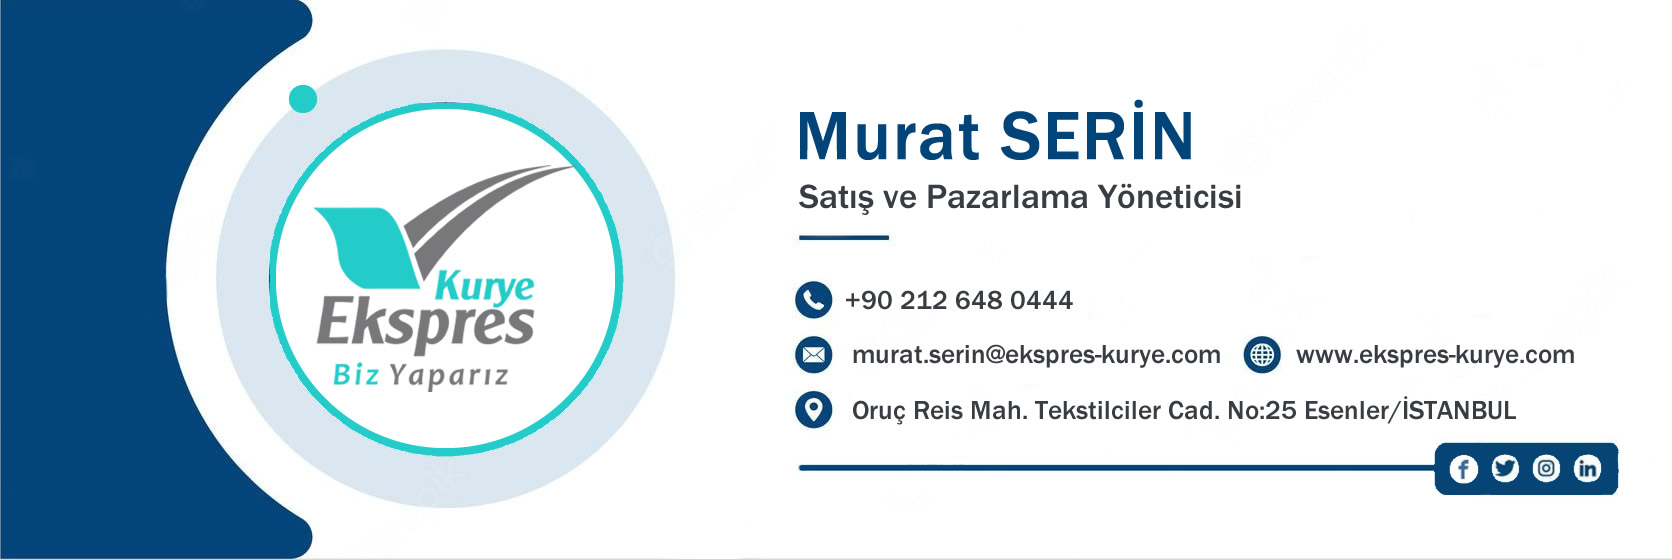 Murat SERİN
Satış ve Pazarlama Yöneticisi
+90 212 648 0444
murat.serin@ekspres-kurye.com
www.ekspres-kurye.com
Oruç Reis Mah. Tekstilciler Cad. No:25 Esenler/İSTANBUL
Kurye
Ekspres
Biz Yaparız